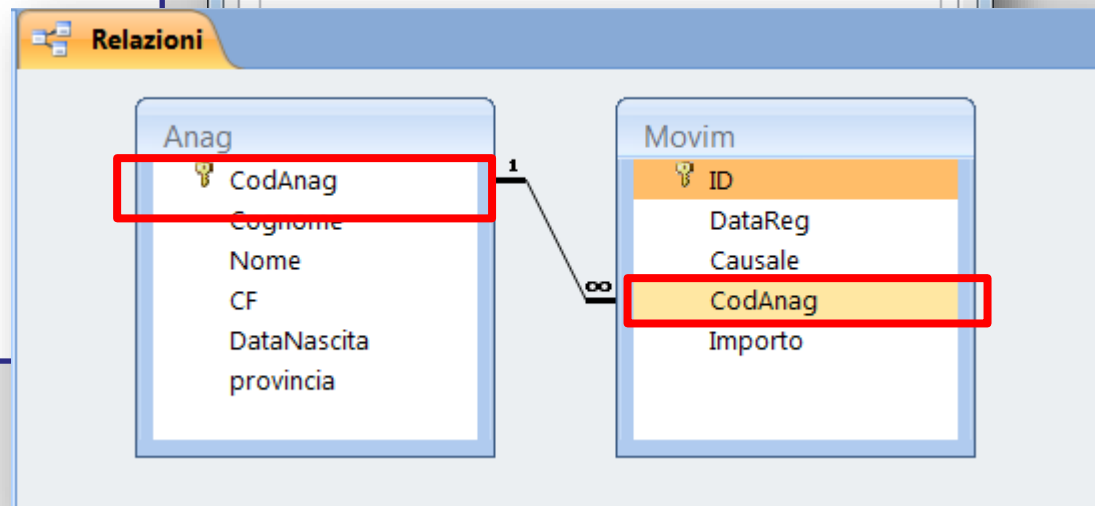 Relazioni
Anag
CodAnag
Cognome
Nome
CF
DataNascita
provincia
1
∞
Movim
ID
DataReg
Causale
CodAnag
Importo